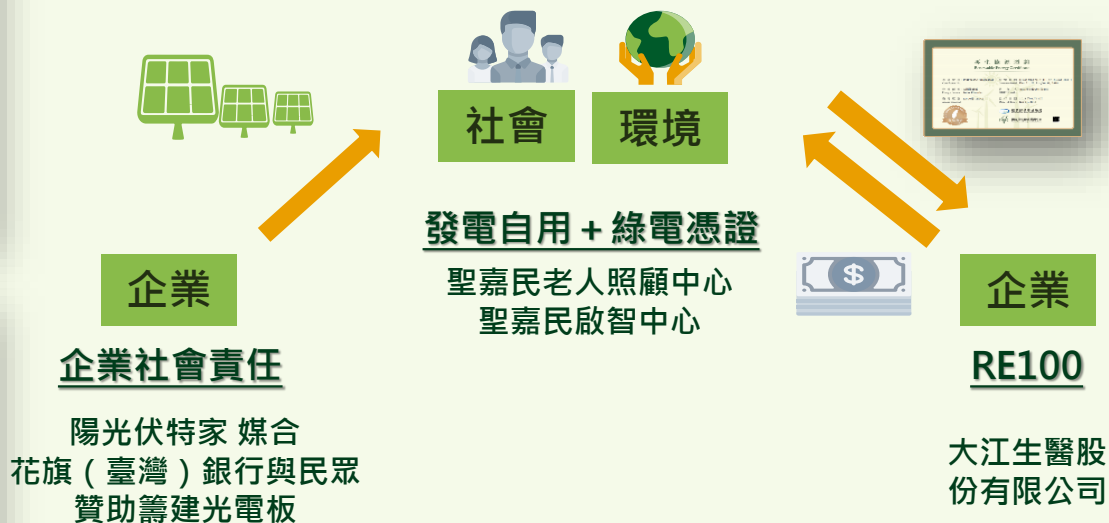 社會
環境
發電自用+綠電憑證
聖嘉民老人照顧中心
聖嘉民啟智中心
企業
企業社會責任
陽光伏特家 媒合
花旗（臺灣）銀行與民眾
贊助籌建光電板
$
企業
RE100
大江生醫股
份有限公司